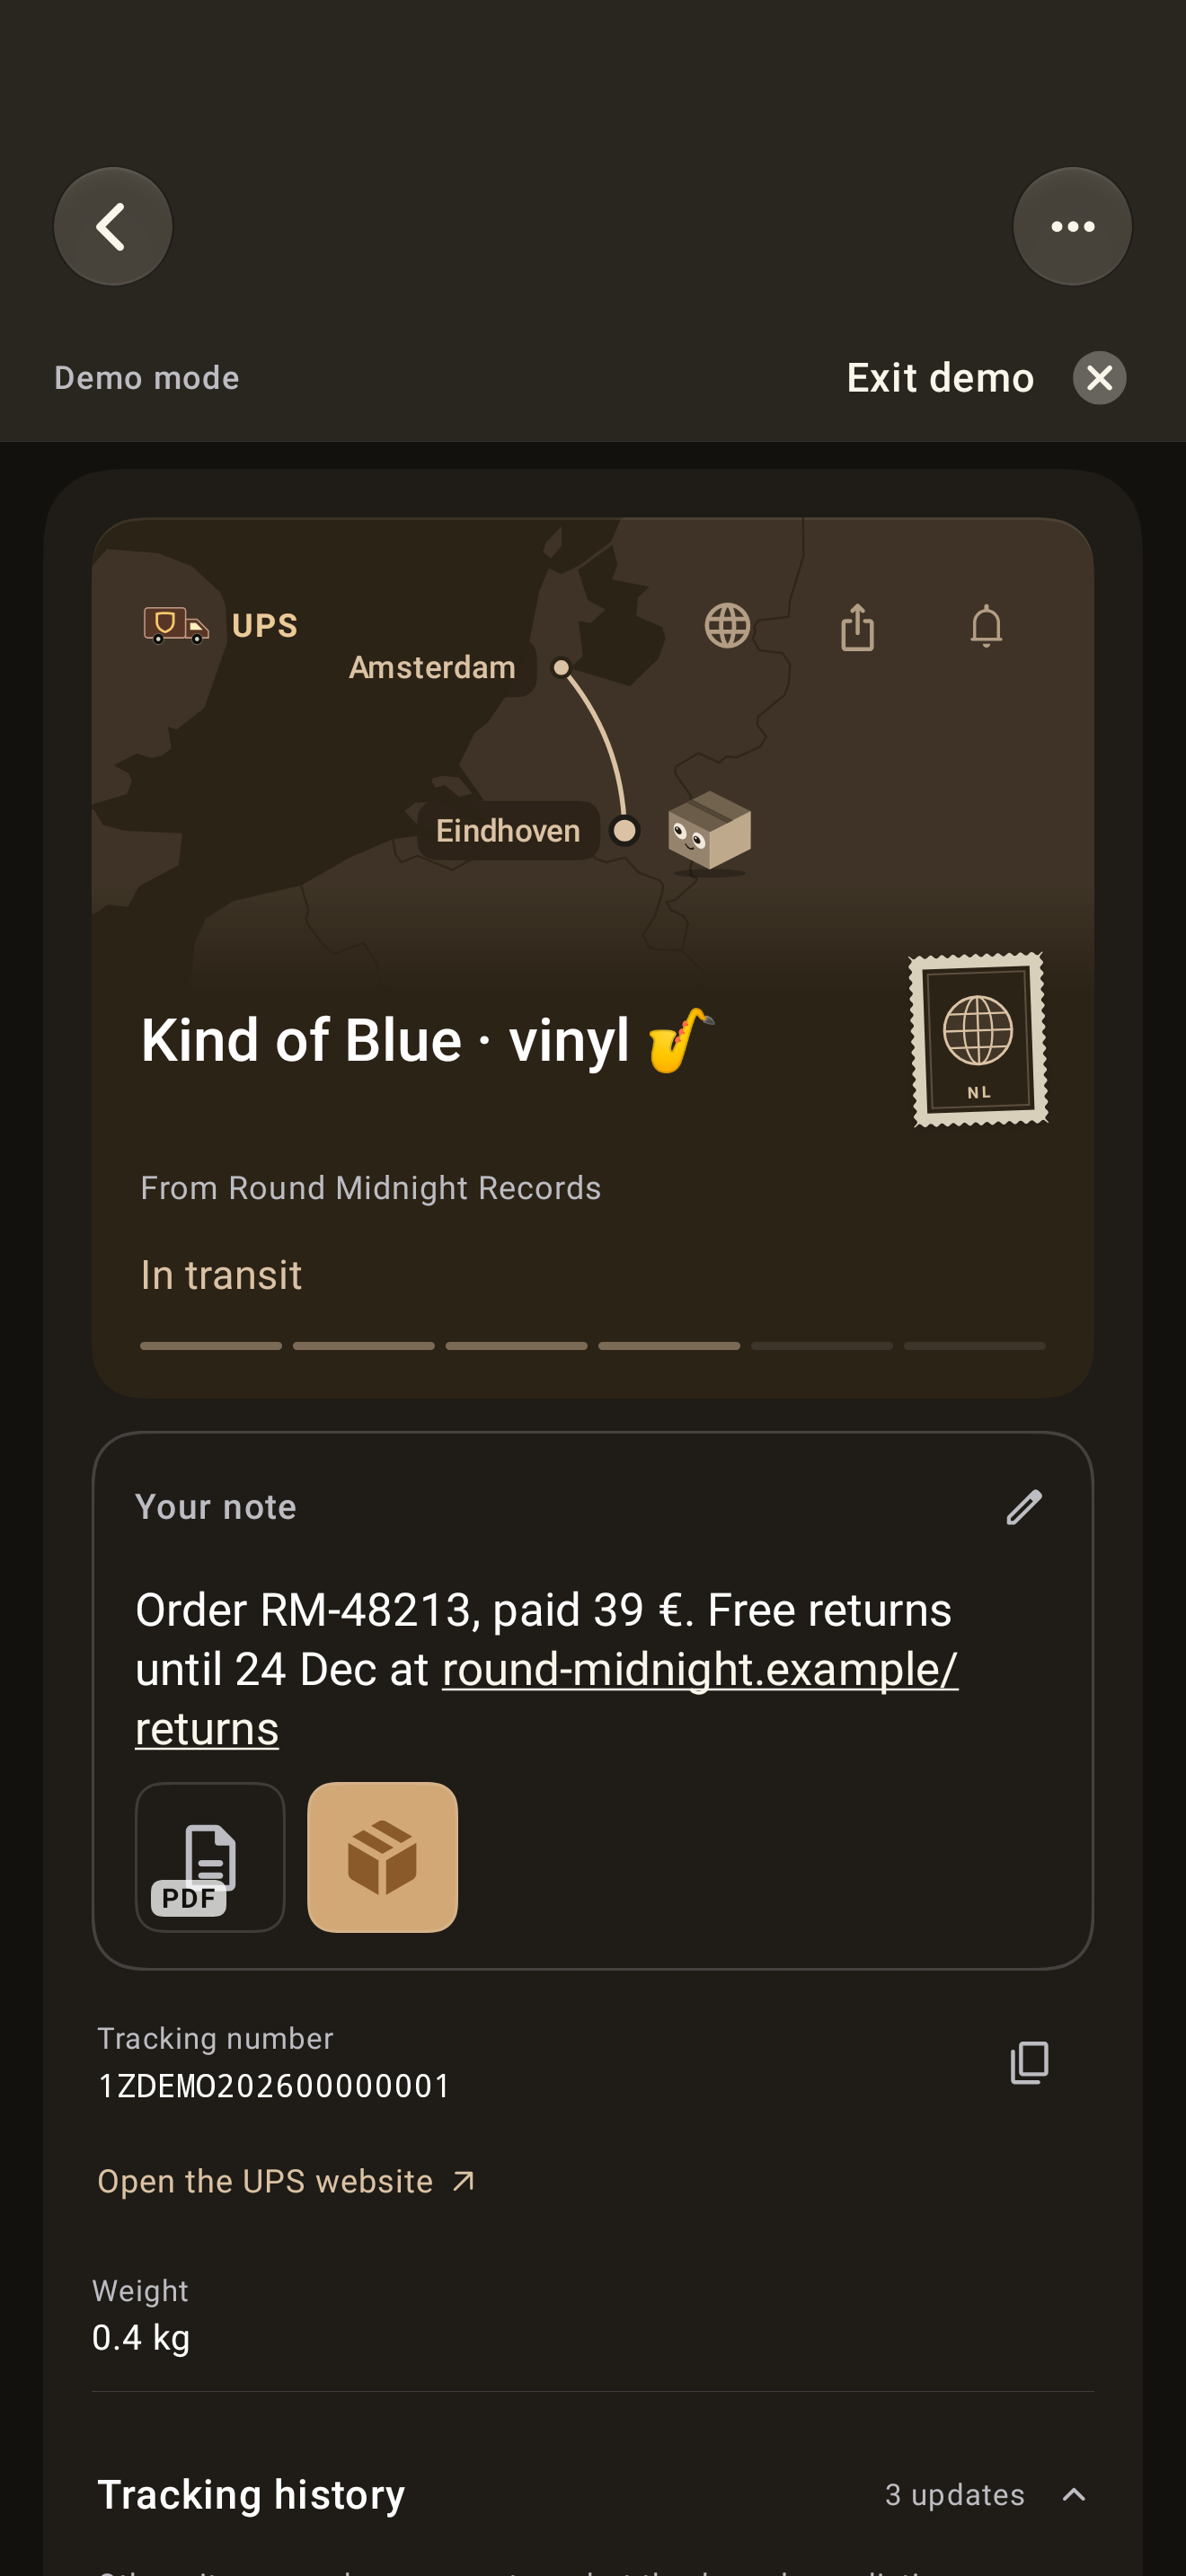 Demo mode
Exit demo
UPS
Amsterdam
Eindhoven
NL
Kind of Blue · vinyl 🎷
From Round Midnight Records
In transit
Your note
Order RM-48213, paid 39 €. Free returns
until 24 Dec at round-midnight.example/
returns
PDF
Tracking number
1ZDEMO202600000001
Open the UPS website
Weight
0.4 kg
Tracking history
3 updates